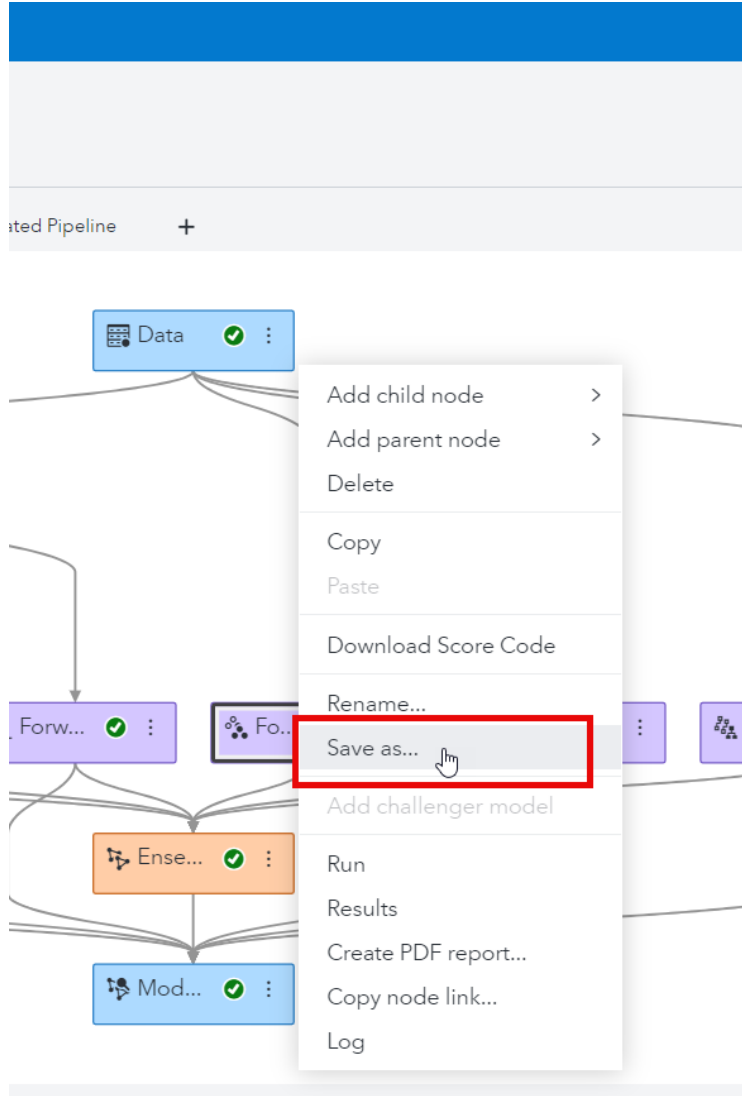 ated Pipeline +
Data
Add child node
Add parent node
Delete
Copy
Paste
Download Score Code
Rename...
Forw...
Fo...
Save as...
Add challenger model
Ense...
Run
Results
Create PDF report...
Mod...
Copy node link...
Log